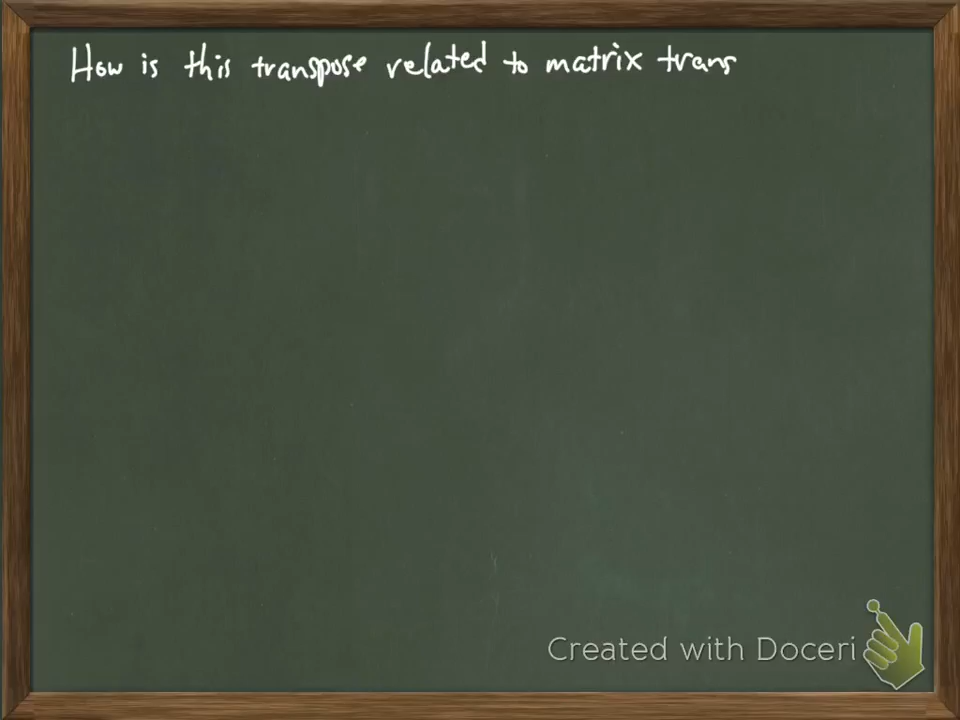 How is this transpose related to matrix trans
Created with Doceri